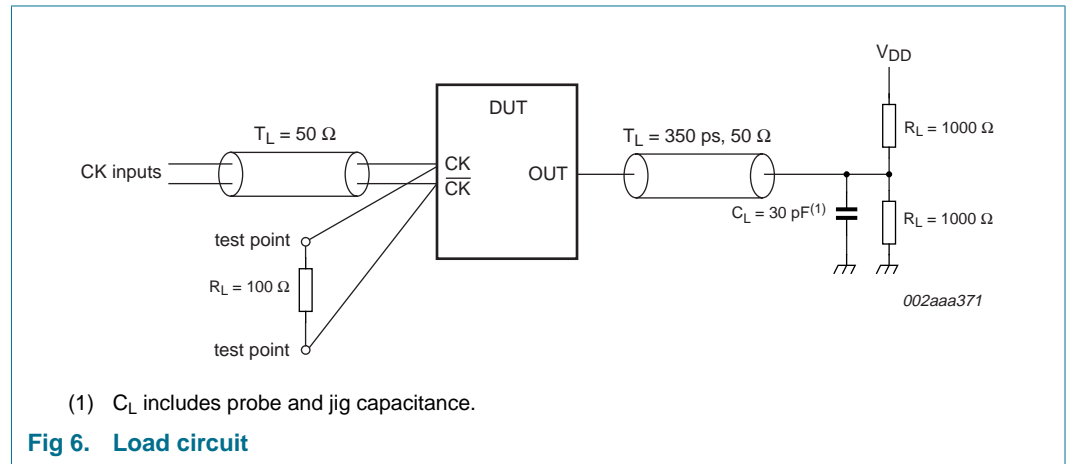 V_DD
DUT
T_L = 50 Ω
T_L = 350 ps, 50 Ω
R_L = 1000 Ω
CK inputs
CK
C̅K̅
OUT
C_L = 30 pF(1)
R_L = 1000 Ω
test point
R_L = 100 Ω
002aaa371
test point
(1) C_L includes probe and jig capacitance.
Fig 6. Load circuit